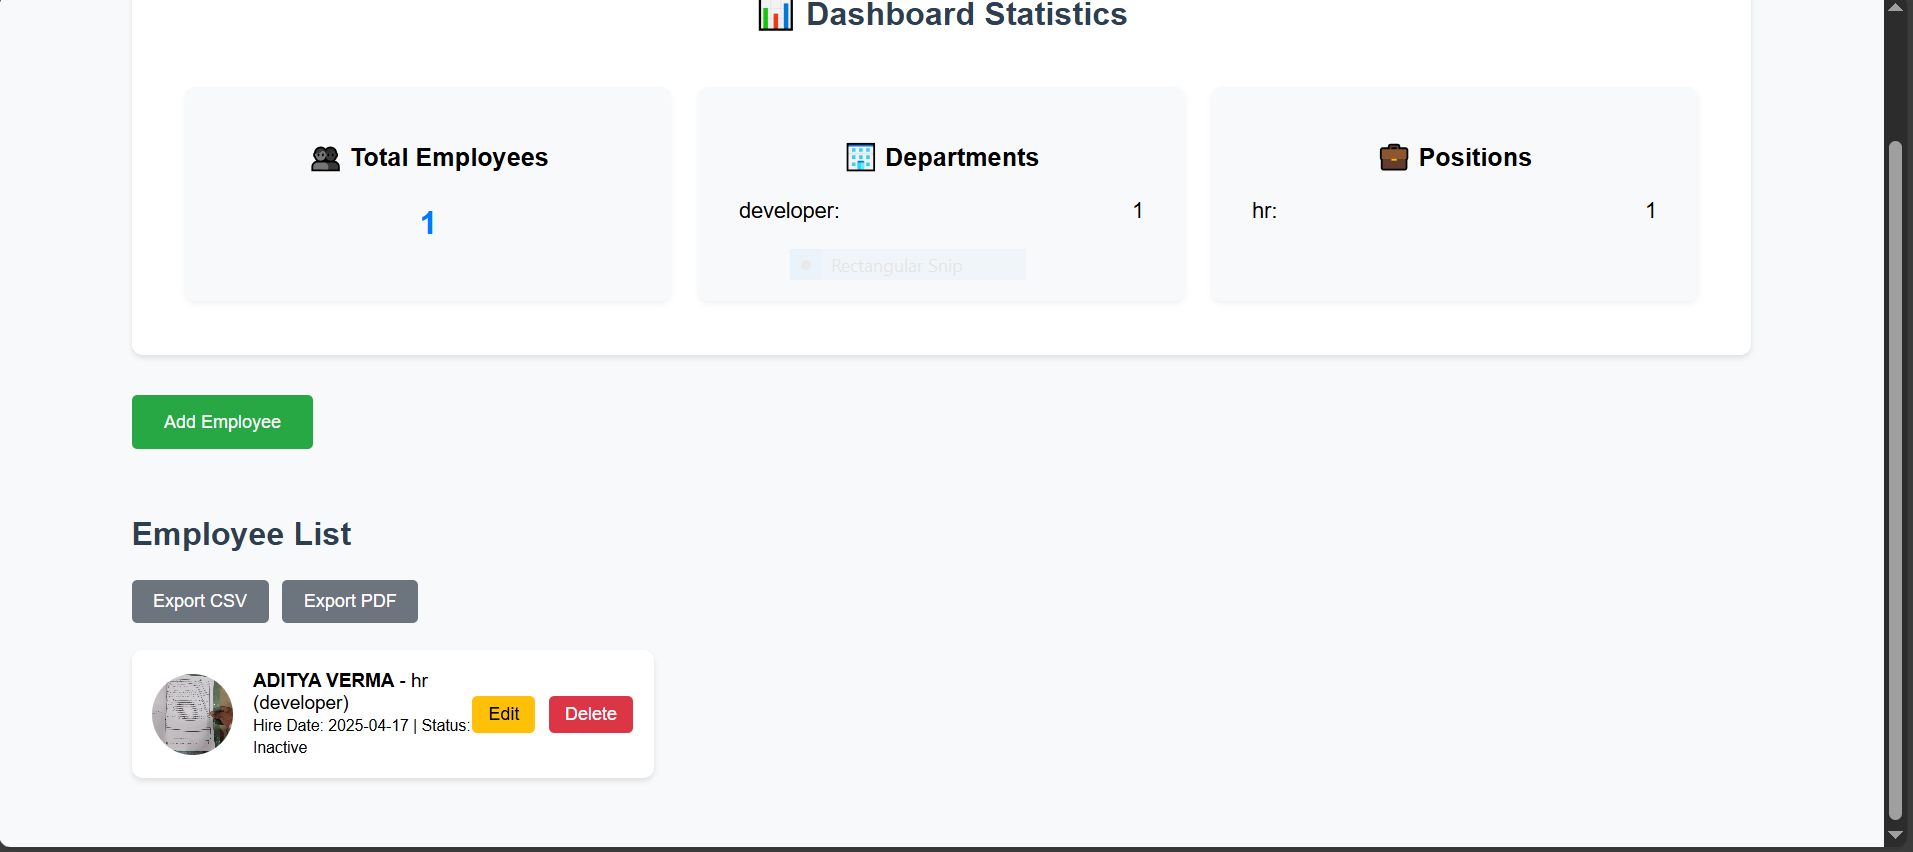 Dashboard Statistics
Total Employees
1
Departments
developer: 1
Rectangular Snip
Positions
hr: 1
Add Employee
Employee List
Export CSV Export PDF
ADITYA VERMA - hr
(developer)
Hire Date: 2025-04-17 | Status:
Inactive
Edit Delete